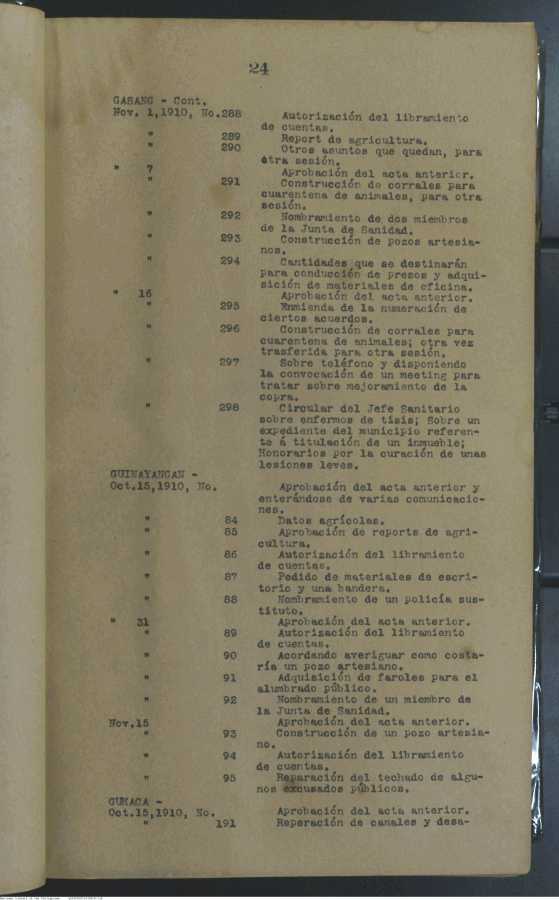 24
GASANG - Cont.
Nov. 1,1910, No.288 Autorización del libramiento
de cuentas.
" 289 Report de agricultura.
" 290 Otros asuntos que quedan, para
ótra sesión.
" 7 Aprobación del acta anterior.
" 291 Construcción de corrales para
cuarentena de animales, para otra
sesión.
" 292 Nombramiento de dos miembros
de la Junta de Sanidad.
" 293 Construcción de pozos artesia-
nos.
" 294 Cantidades que se destinarán
para conducción de presos y adqui-
sición de materiales de oficina.
" 16 Aprobación del acta anterior.
" 295 Enmienda de la numeración de
ciertos acuerdos.
" 296 Construcción de corrales para
cuarentena de animales; otra vez
trasferida para otra sesión.
" 297 Sobre teléfono y disponiendo
la convocación de un meeting para
tratar sobre mejoramiento de la
copra.
" 298 Circular del Jefe Sanitario
sobre enfermos de tisis; Sobre un
expediente del municipio referen-
te á titulación de un inmueble;
Honorarios por la curación de unas
lesiones leves.
GUINAYANGAN -
Oct.15,1910, No. Aprobación del acta anterior y
enterándose de varias comunicacio-
nes.
" 84 Datos agrícolas.
" 85 Aprobación de reports de agri-
cultura.
" 86 Autorización del libramiento
de cuentas.
" 87 Pedido de materiales de escri-
torio y una bandera.
" 88 Nombramiento de un policía sus-
tituto.
" 31 Aprobación del acta anterior.
" 89 Autorización del libramiento
de cuentas.
" 90 Acordando averiguar como costa-
ría un pozo artesiano.
" 91 Adquisición de faroles para el
alumbrado público.
" 92 Nombramiento de un miembro de
la Junta de Sanidad.
Nov.15 Aprobación del acta anterior.
" 93 Construcción de un pozo artesia-
no.
" 94 Autorización del libramiento
de cuentas.
" 95 Reparación del techado de algu-
nos excusados públicos.
GUMACA -
Oct.15,1910, No. Aprobación del acta anterior.
" 191 Reperación de canales y desa-